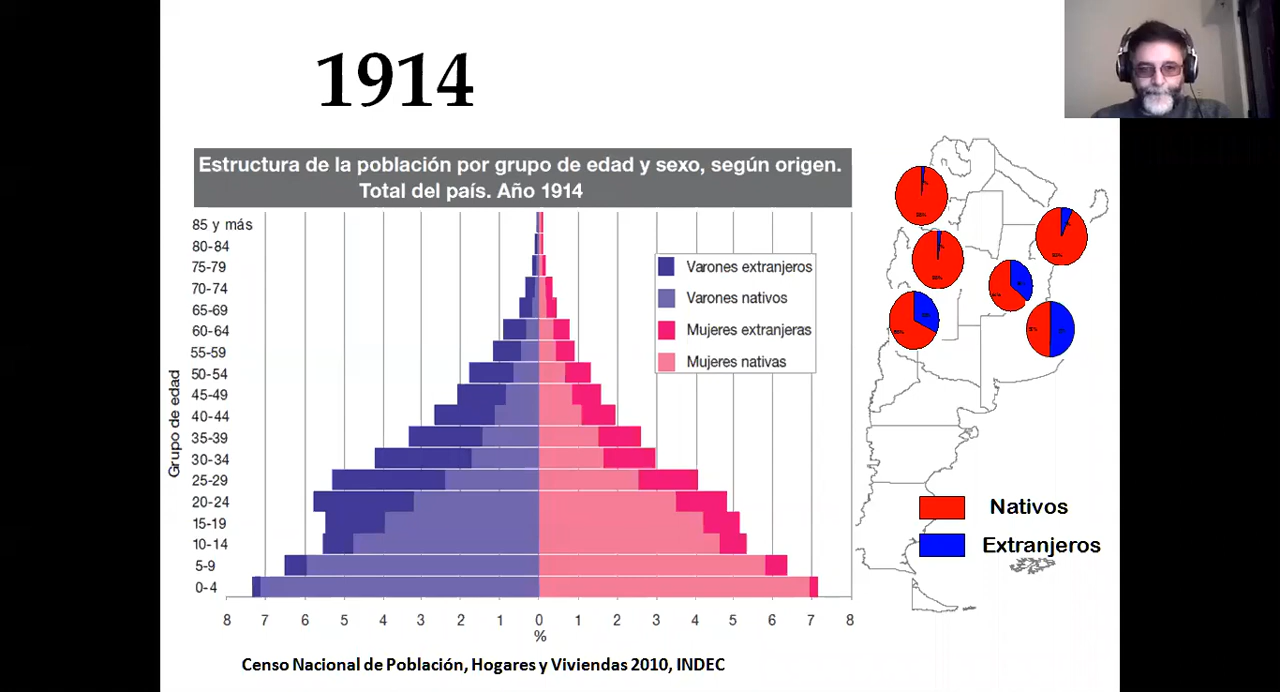 1914
Estructura de la población por grupo de edad y sexo, según origen.
Total del país. Año 1914
Grupo de edad
85 y más
80-84
75-79
70-74
65-69
60-64
55-59
50-54
45-49
40-44
35-39
30-34
25-29
20-24
15-19
10-14
5-9
0-4
8 7 6 5 4 3 2 1 0 1 2 3 4 5 6 7 8
%
Varones extranjeros
Varones nativos
Mujeres extranjeras
Mujeres nativas
Nativos
Extranjeros
Censo Nacional de Población, Hogares y Viviendas 2010, INDEC